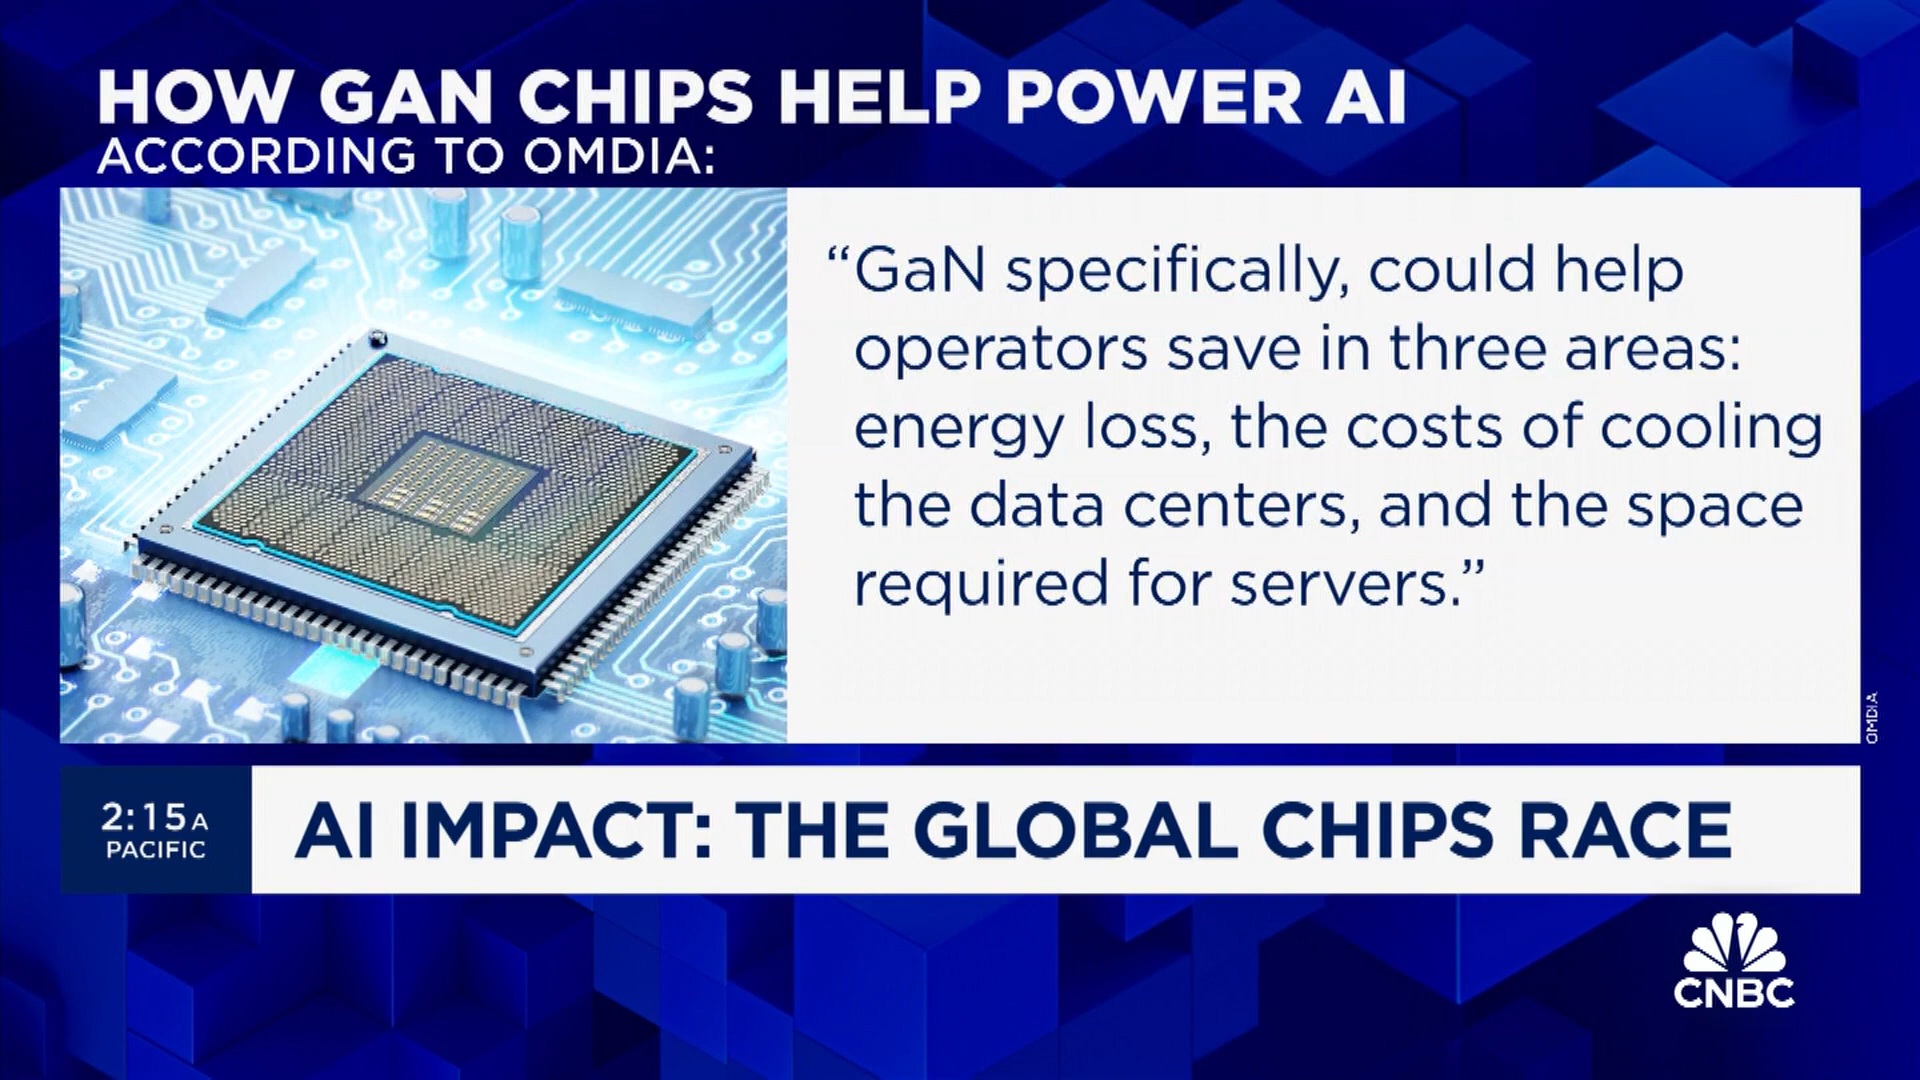 HOW GAN CHIPS HELP POWER AI
ACCORDING TO OMDIA:
“GaN specifically, could help
operators save in three areas:
energy loss, the costs of cooling
the data centers, and the space
required for servers.”
OMDIA
2:15A
PACIFIC
AI IMPACT: THE GLOBAL CHIPS RACE
CNBC